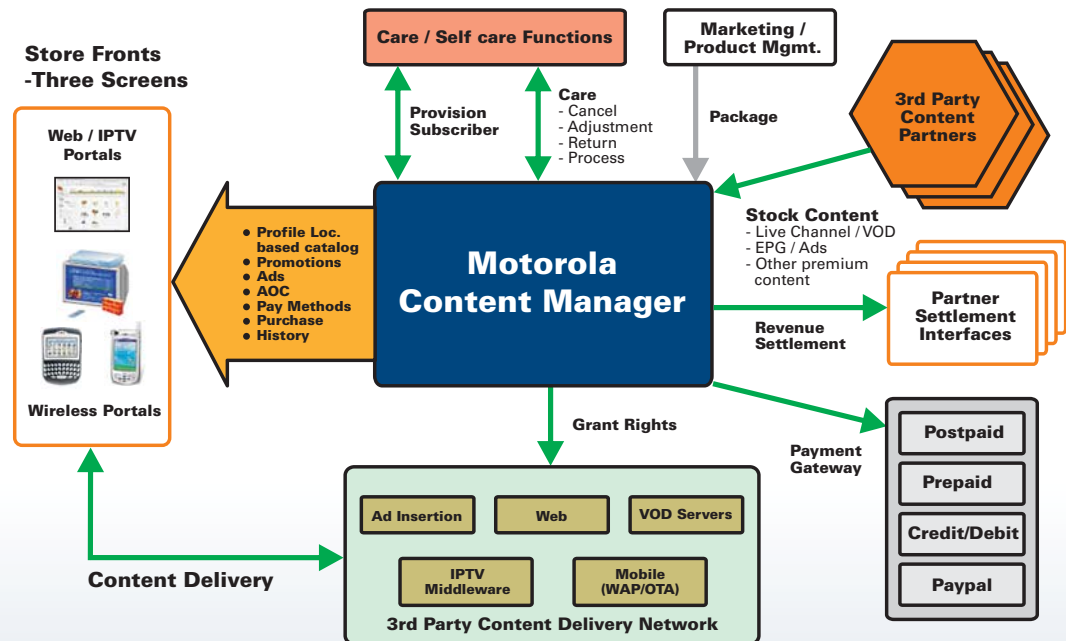 Store Fronts
-Three Screens
Web / IPTV
Portals
Wireless Portals
Care / Self care Functions
Marketing /
Product Mgmt.
3rd Party
Content
Partners
Provision
Subscriber
Care
- Cancel
- Adjustment
- Return
- Process
Package
● Profile Loc.
based catalog
● Promotions
● Ads
● AOC
● Pay Methods
● Purchase
● History
Motorola
Content Manager
Stock Content
- Live Channel / VOD
- EPG / Ads
- Other premium
content
Revenue
Settlement
Partner
Settlement
Interfaces
Grant Rights
Payment
Gateway
Postpaid
Prepaid
Credit/Debit
Paypal
Content Delivery
Ad Insertion
Web
VOD Servers
IPTV
Middleware
Mobile
(WAP/OTA)
3rd Party Content Delivery Network